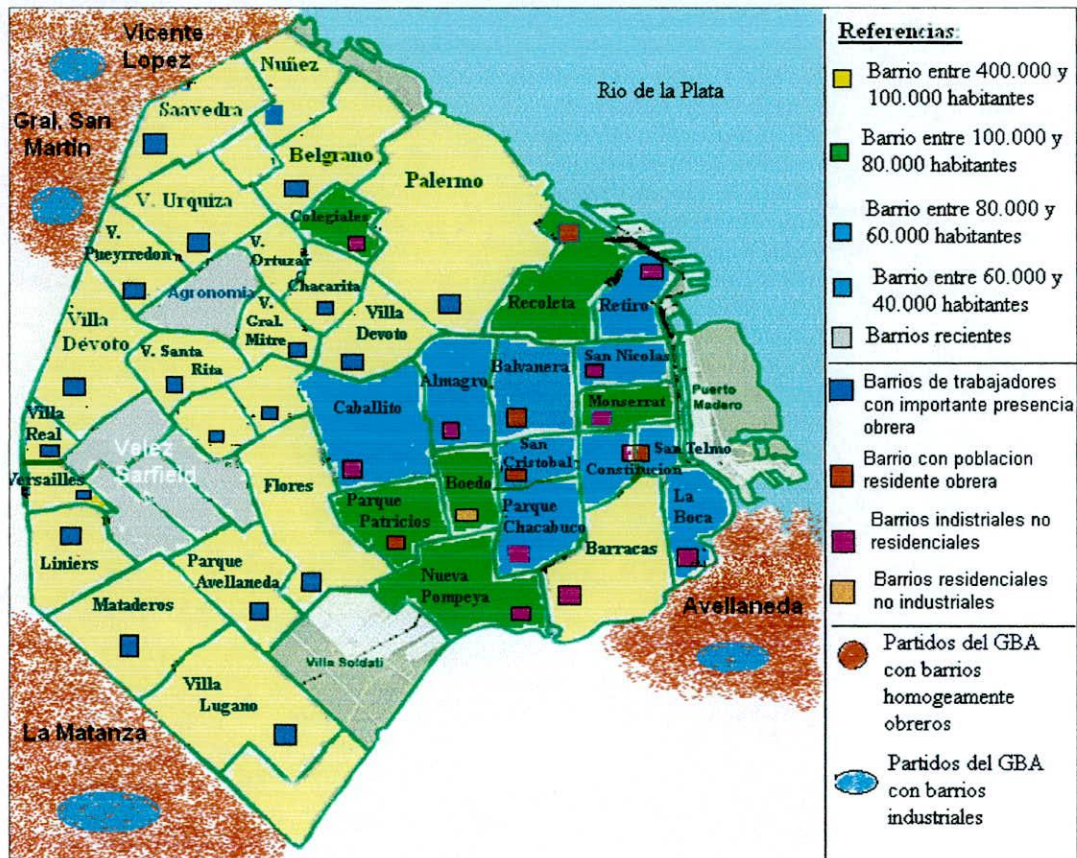 Vicente
Lopez
Nuñez
Saavedra
Rio de la Plata
Gral. San
Martin
Belgrano
Palermo
V. Urquiza
Colegiales
V.
Pueyrredon
V.
Ortuzar
Agronomia
Chacarita
Recoleta
Retiro
V.
Gral.
Mitre
Villa
Devoto
Villa
Devoto
V. Santa
Rita
San Nicolas
Almagro
Balvanera
Caballito
Monserrat
Puerto
Madero
Villa
Real
Velez
Sarfield
San
Cristobal
San Telmo
Constitucion
Versailles
Flores
Boedo
La
Boca
Parque
Patricios
Parque
Chacabuco
Barracas
Liniers
Parque
Avellaneda
Nueva
Pompeya
Mataderos
Avellaneda
Villa Soldati
Villa
Lugano
La Matanza
Referencias:
Barrio entre 400.000 y
100.000 habitantes
Barrio entre 100.000 y
80.000 habitantes
Barrio entre 80.000 y
60.000 habitantes
Barrio entre 60.000 y
40.000 habitantes
Barrios recientes
Barrios de trabajadores
con importante presencia
obrera
Barrio con poblacion
residente obrera
Barrios indistriales no
residenciales
Barrios residenciales
no industriales
Partidos del GBA
con barrios
homogeamente
obreros
Partidos del GBA
con barrios
industriales